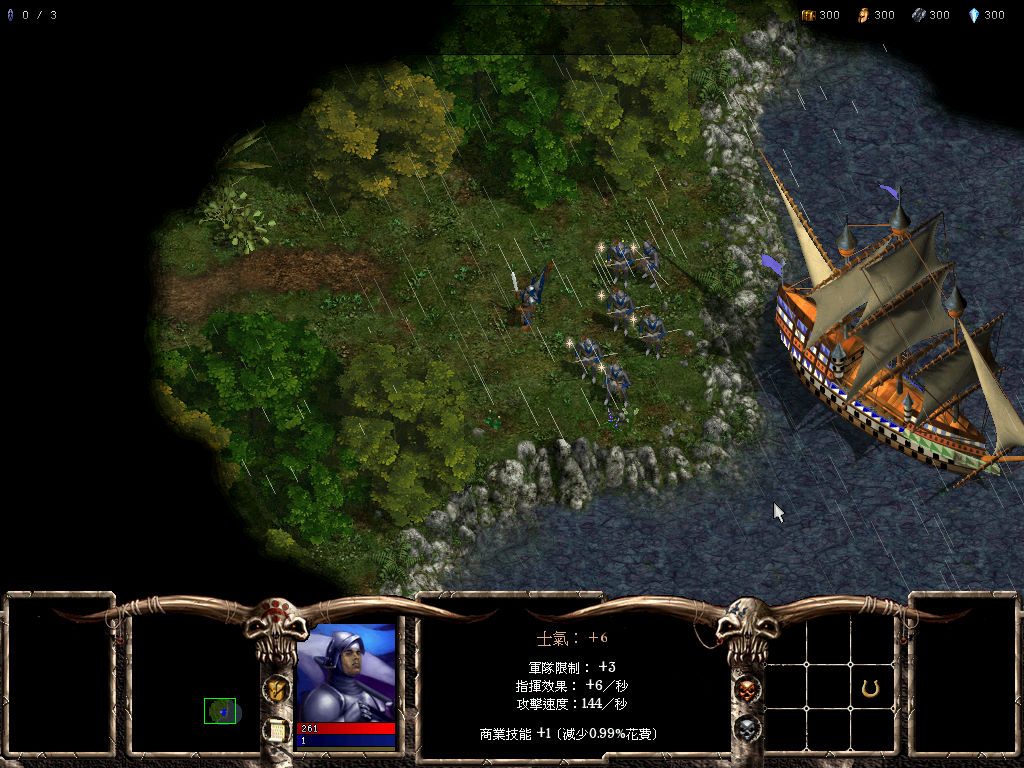 0 / 3
300
300
300
300
261
1
士氣： +6
軍隊限制： +3
指揮效果： +6／秒
攻擊速度：144／秒
商業技能 +1〔減少0.99%花費〕